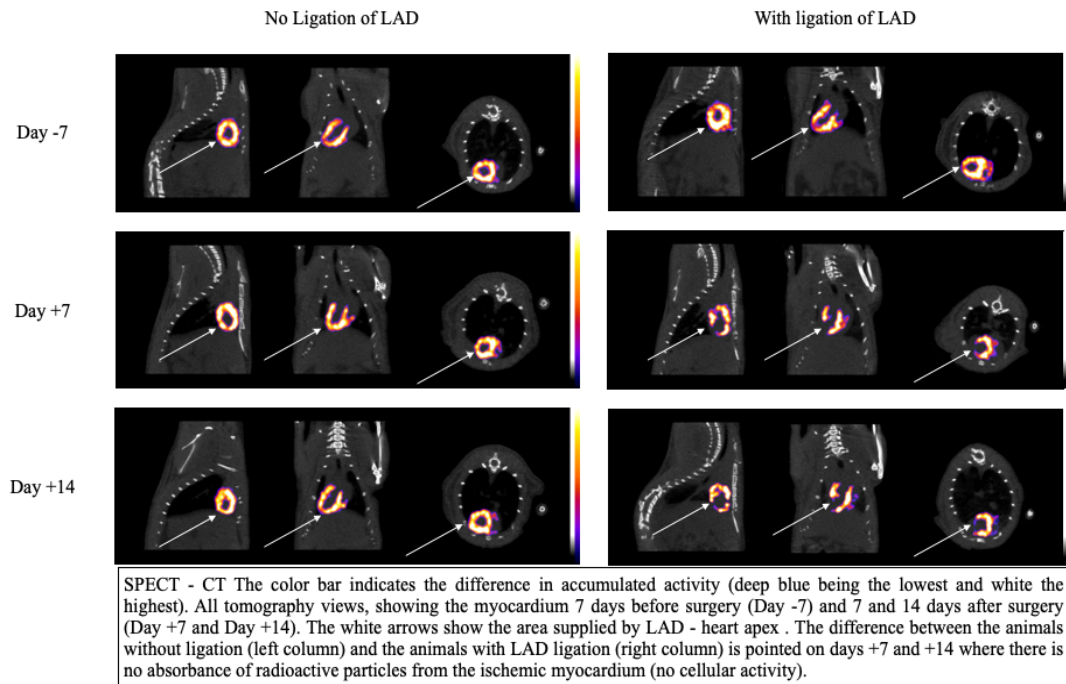 No Ligation of LAD
With ligation of LAD
Day -7
Day +7
Day +14
SPECT - CT The color bar indicates the difference in accumulated activity (deep blue being the lowest and white the
highest). All tomography views, showing the myocardium 7 days before surgery (Day -7) and 7 and 14 days after surgery
(Day +7 and Day +14). The white arrows show the area supplied by LAD - heart apex . The difference between the animals
without ligation (left column) and the animals with LAD ligation (right column) is pointed on days +7 and +14 where there is
no absorbance of radioactive particles from the ischemic myocardium (no cellular activity).